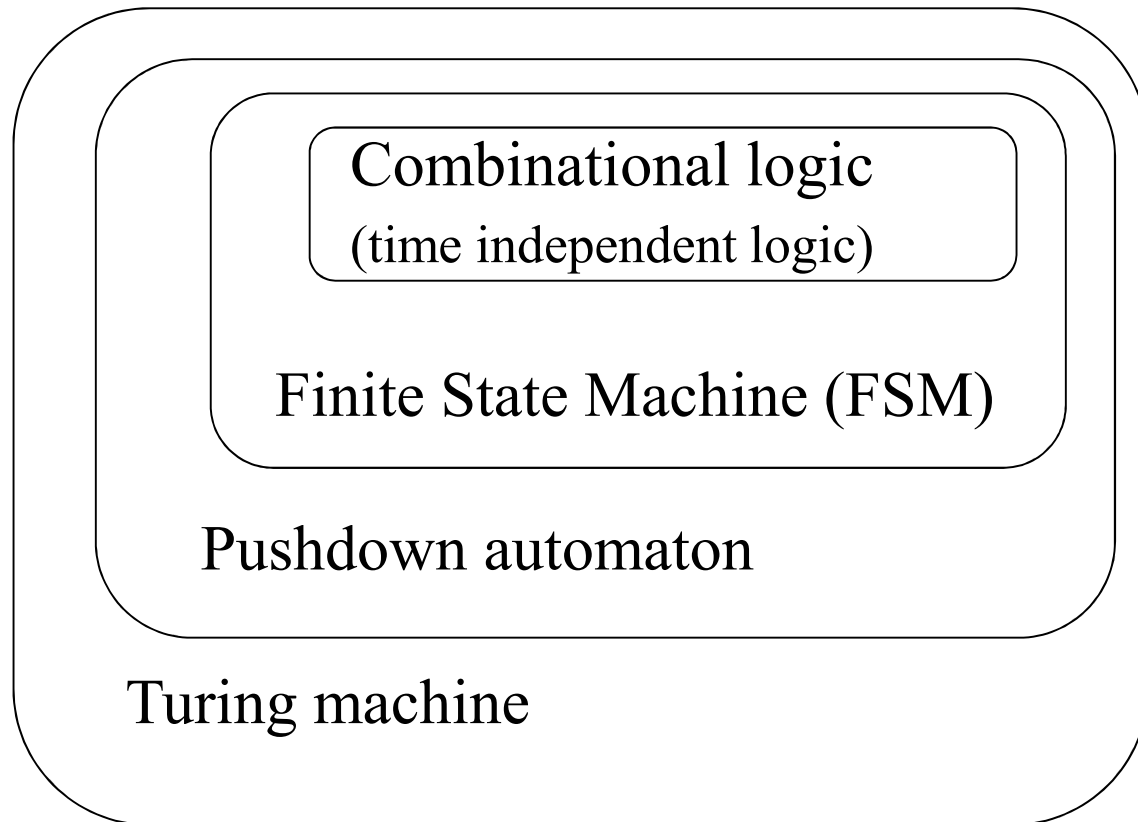 Combinational logic
(time independent logic)
Finite State Machine (FSM)
Pushdown automaton
Turing machine